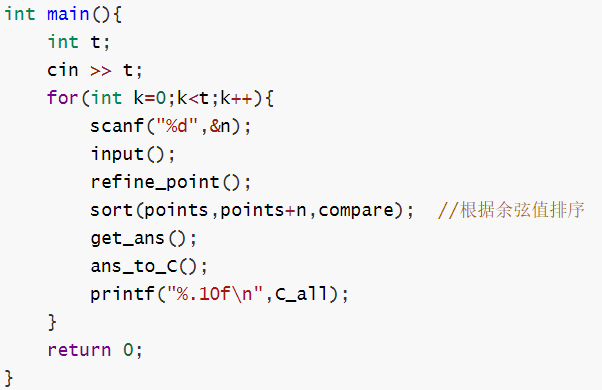 int main(){
    int t;
    cin >> t;
    for(int k=0;k<t;k++){
        scanf("%d",&n);
        input();
        refine_point();
        sort(points,points+n,compare);  //根据余弦值排序
        get_ans();
        ans_to_C();
        printf("%.10f\n",C_all);
    }
    return 0;
}